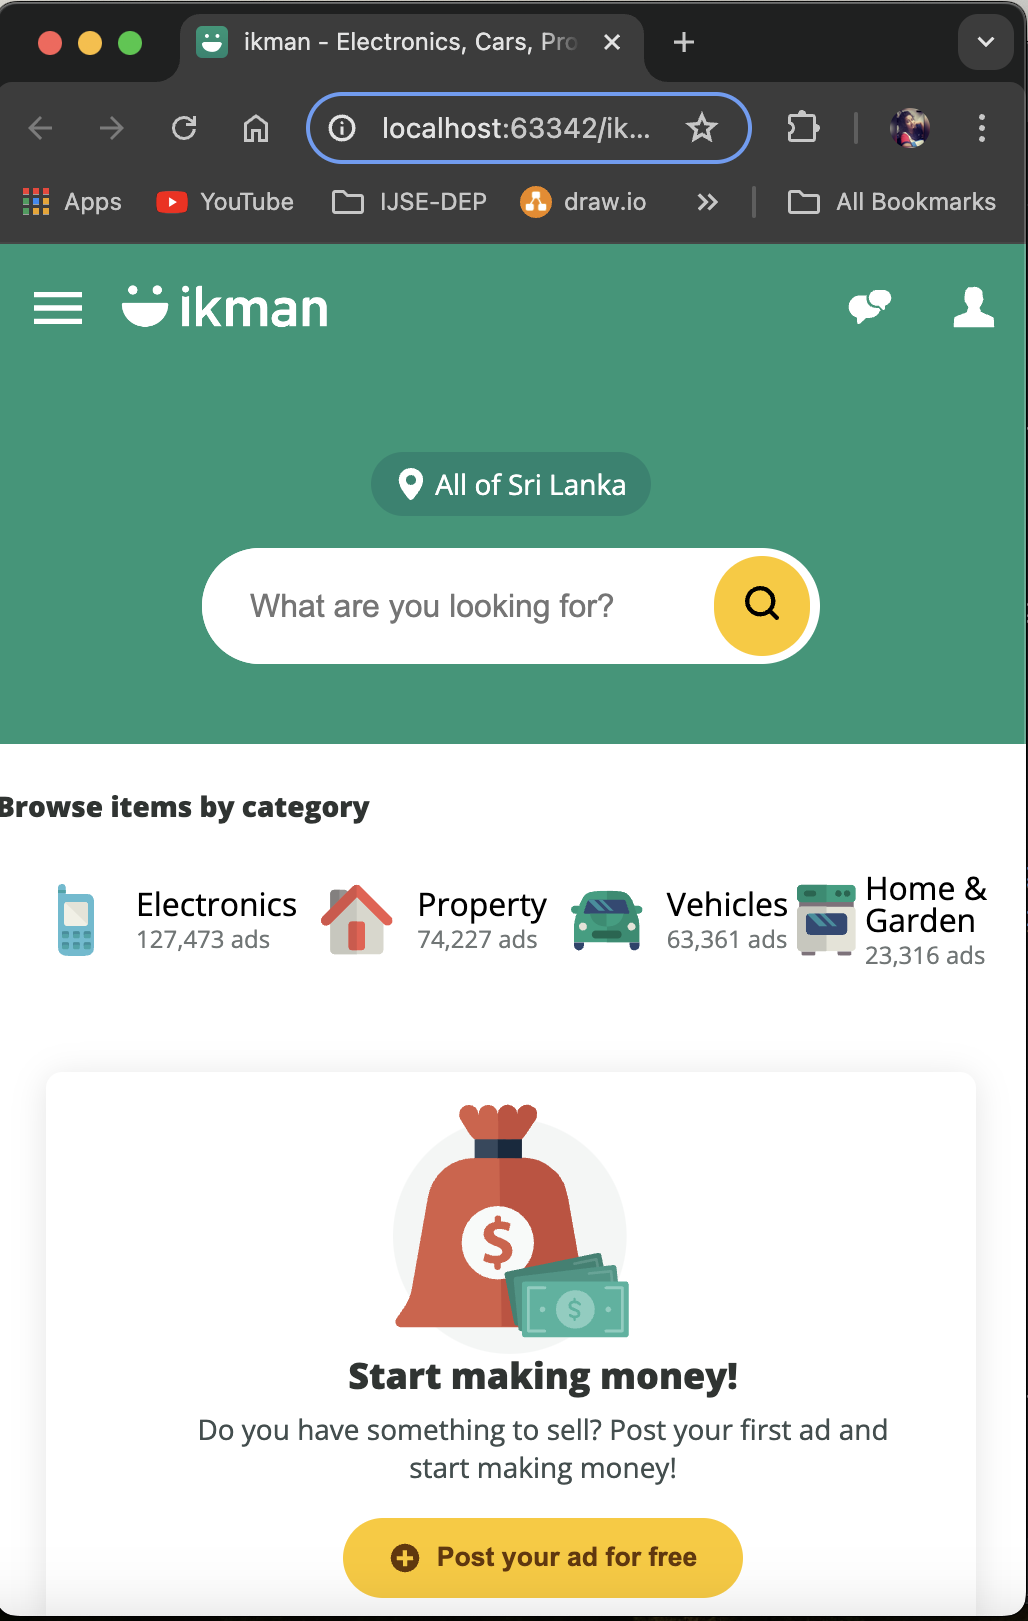 ikman - Electronics, Cars, Pro
localhost:63342/ik...
Apps
YouTube
IJSE-DEP
draw.io
All Bookmarks
ikman
All of Sri Lanka
What are you looking for?
Browse items by category
Electronics
127,473 ads
Property
74,227 ads
Vehicles
63,361 ads
Home &
Garden
23,316 ads
$
$
Start making money!
Do you have something to sell? Post your first ad and
start making money!
Post your ad for free